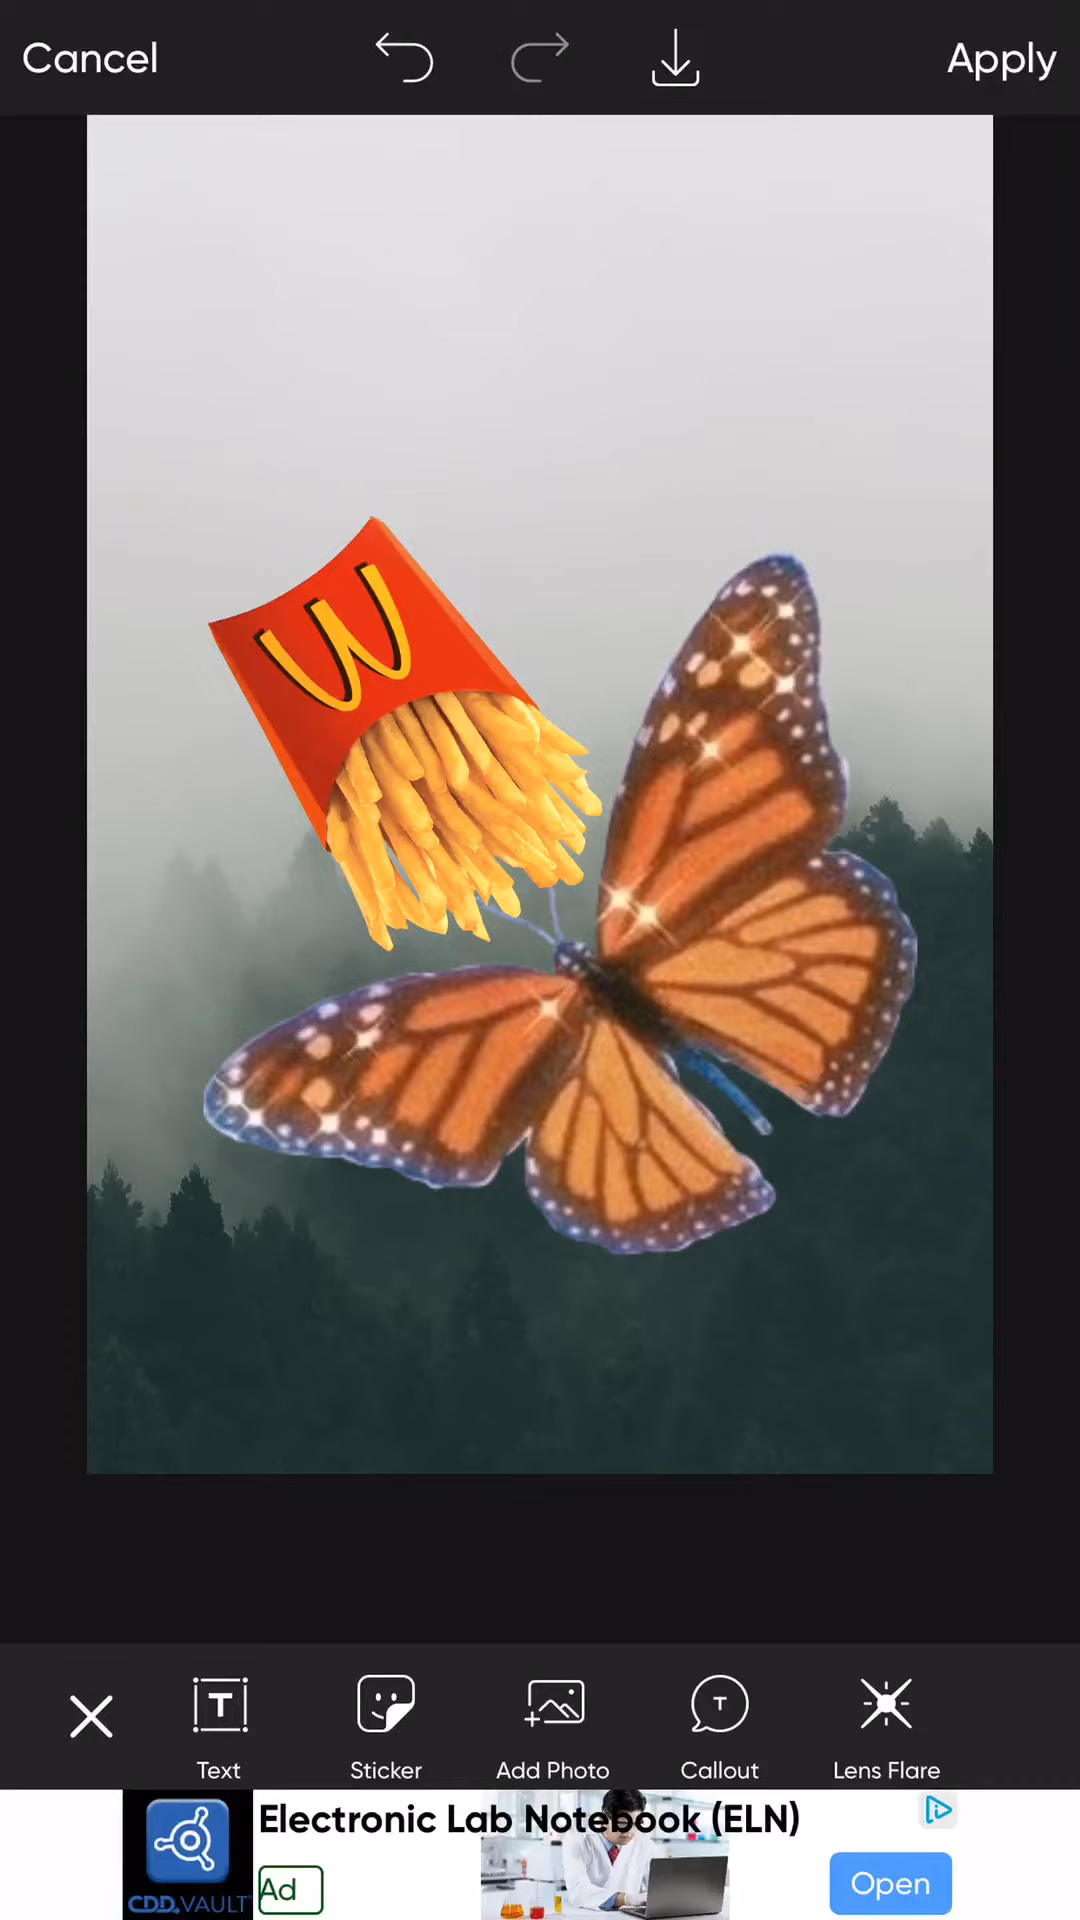 Cancel
Apply
Text
Sticker
Add Photo
Callout
Lens Flare
Electronic Lab Notebook (ELN)
Ad
CDD VAULT
Open